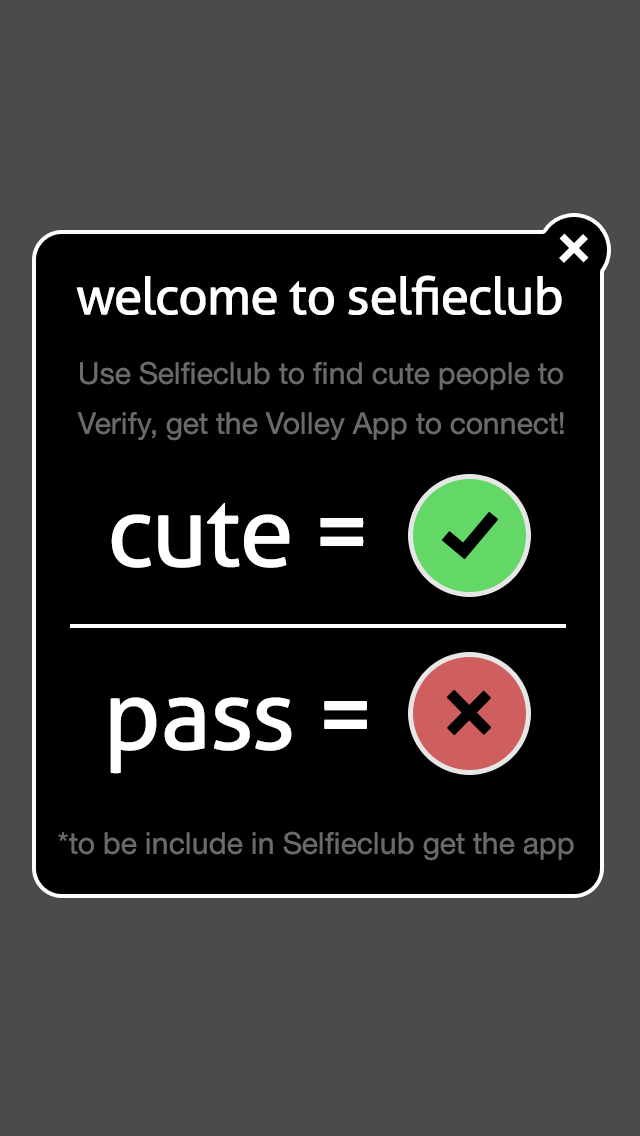 welcome to selfieclub
Use Selfieclub to find cute people to
Verify, get the Volley App to connect!
cute =
pass =
*to be include in Selfieclub get the app